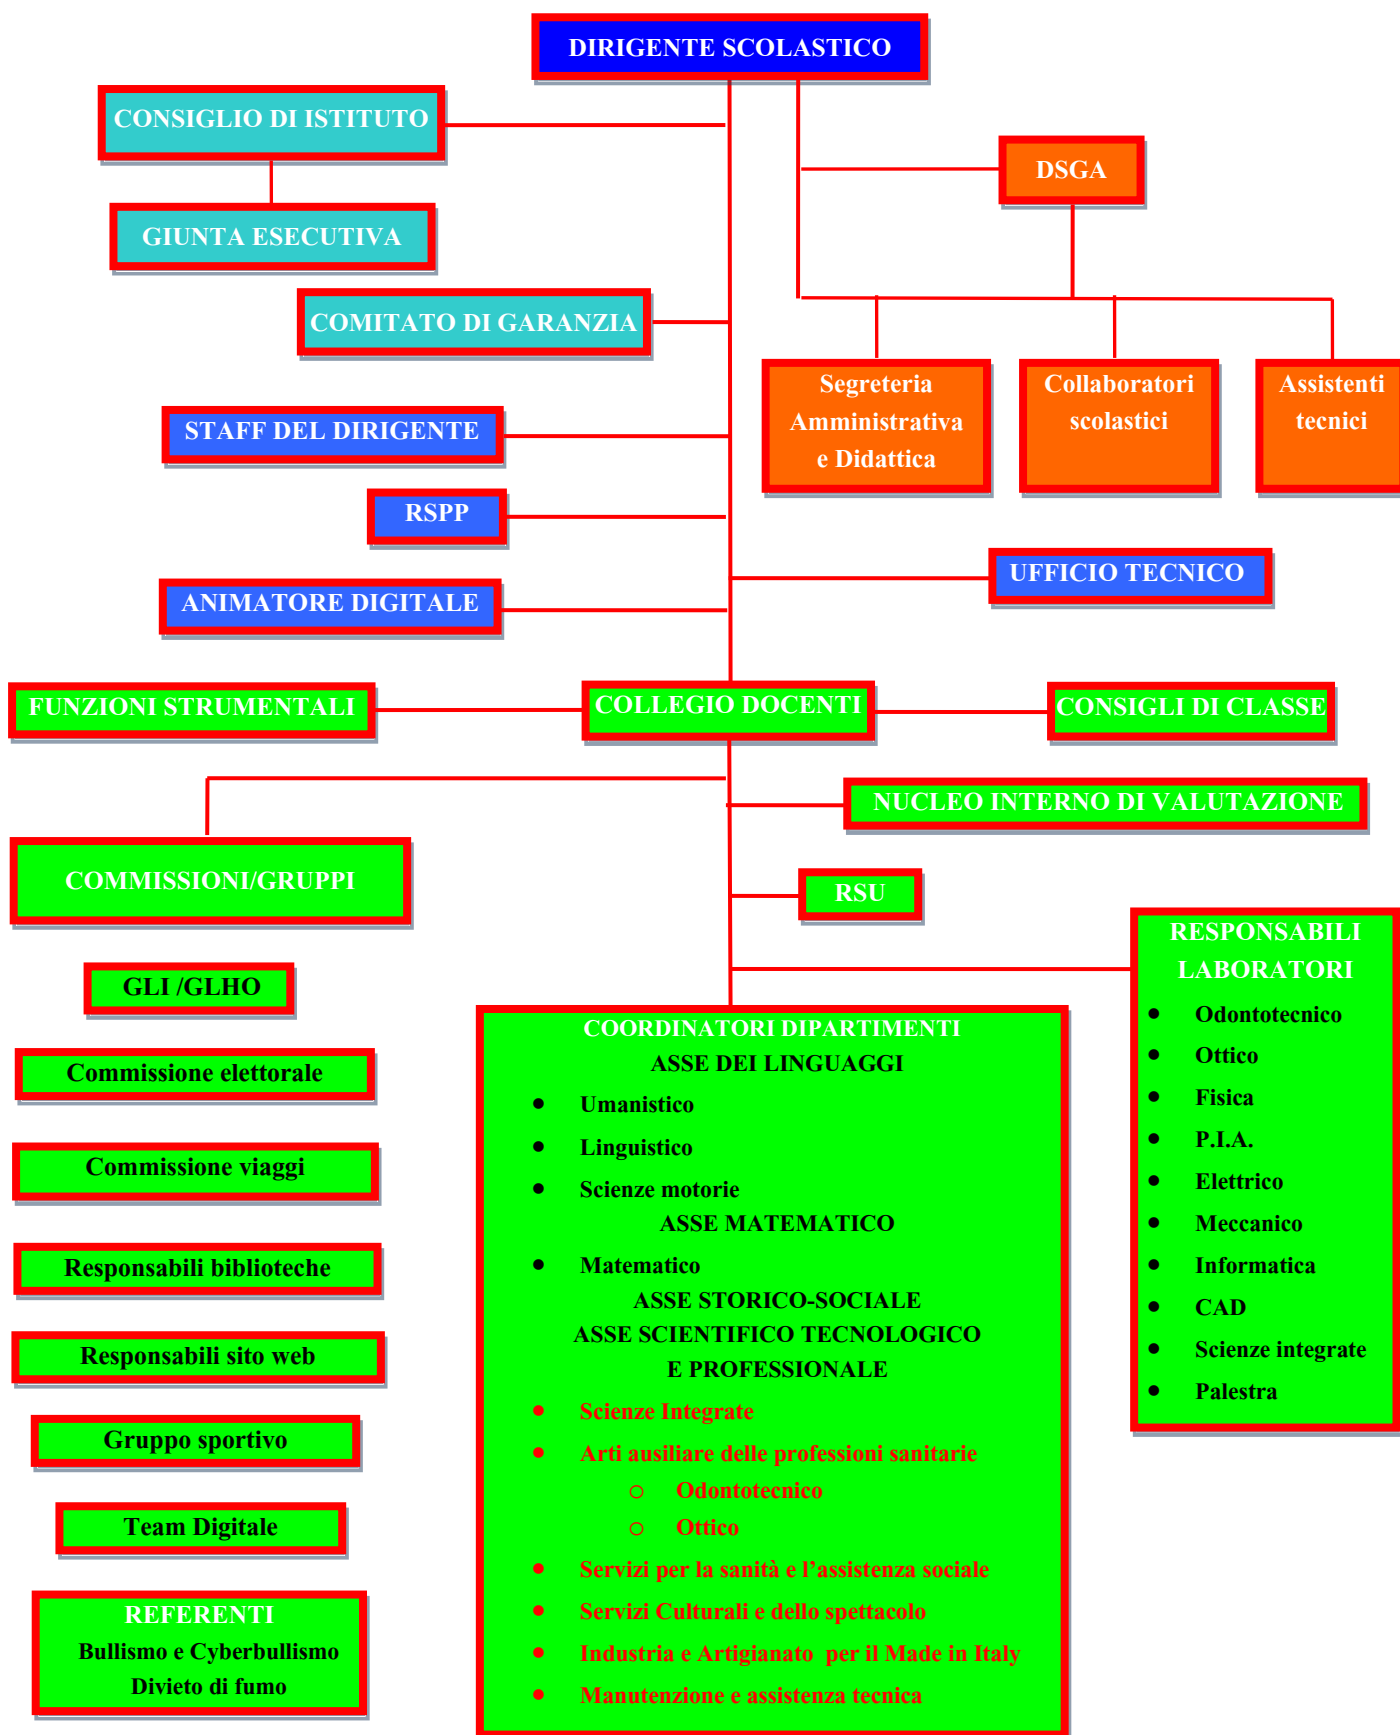 DIRIGENTE SCOLASTICO
CONSIGLIO DI ISTITUTO
DSGA
GIUNTA ESECUTIVA
COMITATO DI GARANZIA
Segreteria
Amministrativa
e Didattica
Collaboratori
scolastici
Assistenti
tecnici
STAFF DEL DIRIGENTE
RSPP
UFFICIO TECNICO
ANIMATORE DIGITALE
FUNZIONI STRUMENTALI
COLLEGIO DOCENTI
CONSIGLI DI CLASSE
NUCLEO INTERNO DI VALUTAZIONE
COMMISSIONI/GRUPPI
RSU
GLI /GLHO
Commissione elettorale
Commissione viaggi
Responsabili biblioteche
Responsabili sito web
Gruppo sportivo
Team Digitale
REFERENTI
Bullismo e Cyberbullismo
Divieto di fumo
COORDINATORI DIPARTIMENTI
ASSE DEI LINGUAGGI
• Umanistico
• Linguistico
• Scienze motorie
ASSE MATEMATICO
• Matematico
ASSE STORICO-SOCIALE
ASSE SCIENTIFICO TECNOLOGICO
E PROFESSIONALE
• Scienze Integrate
• Arti ausiliare delle professioni sanitarie
o Odontotecnico
o Ottico
• Servizi per la sanità e l’assistenza sociale
• Servizi Culturali e dello spettacolo
• Industria e Artigianato per il Made in Italy
• Manutenzione e assistenza tecnica
RESPONSABILI
LABORATORI
• Odontotecnico
• Ottico
• Fisica
• P.I.A.
• Elettrico
• Meccanico
• Informatica
• CAD
• Scienze integrate
• Palestra